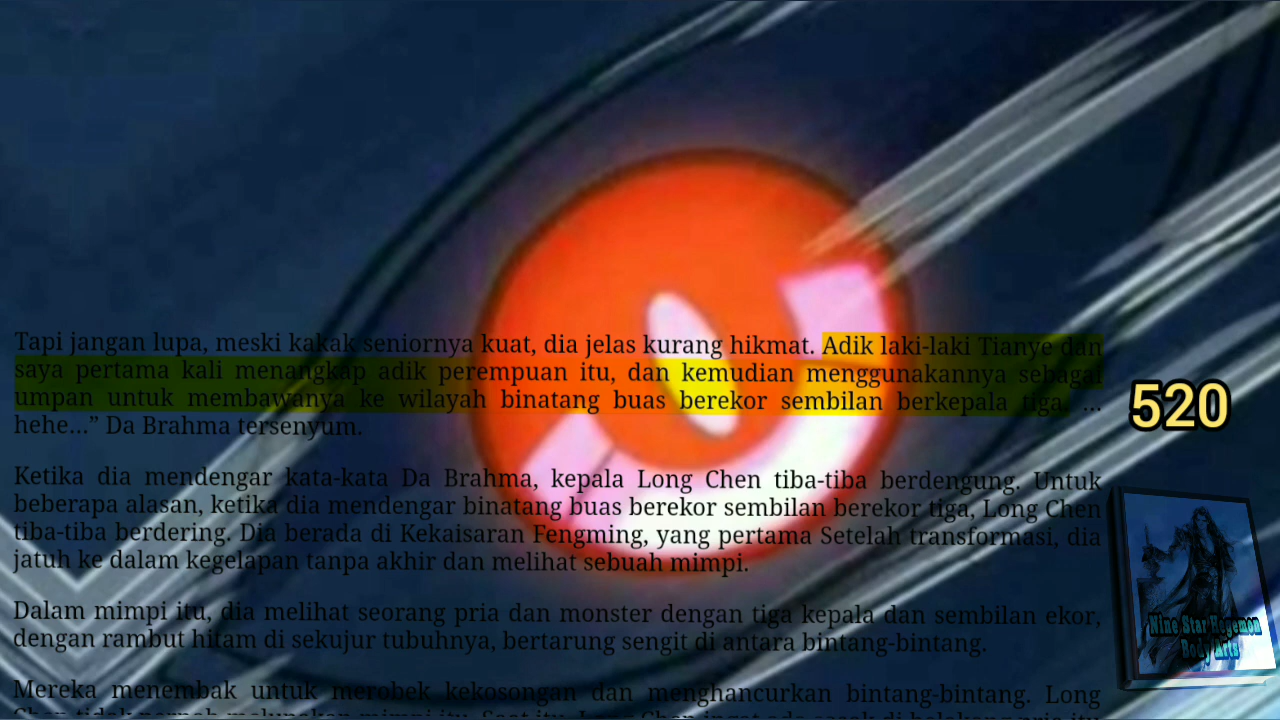 Tapi jangan lupa, meski kakak seniornya kuat, dia jelas kurang hikmat. Adik laki-laki Tianye dan
saya pertama kali menangkap adik perempuan itu, dan kemudian menggunakannya sebagai
umpan untuk membawanya ke wilayah binatang buas berekor sembilan berkepala tiga, ...
hehe...” Da Brahma tersenyum.
Ketika dia mendengar kata-kata Da Brahma, kepala Long Chen tiba-tiba berdengung. Untuk
beberapa alasan, ketika dia mendengar binatang buas berekor sembilan berekor tiga, Long Chen
tiba-tiba berdering. Dia berada di Kekaisaran Fengming, yang pertama Setelah transformasi, dia
jatuh ke dalam kegelapan tanpa akhir dan melihat sebuah mimpi.
Dalam mimpi itu, dia melihat seorang pria dan monster dengan tiga kepala dan sembilan ekor,
dengan rambut hitam di sekujur tubuhnya, bertarung sengit di antara bintang-bintang.
Mereka menembak untuk merobek kekosongan dan menghancurkan bintang-bintang. Long
520
Nine Star Hegemon
Body Arts